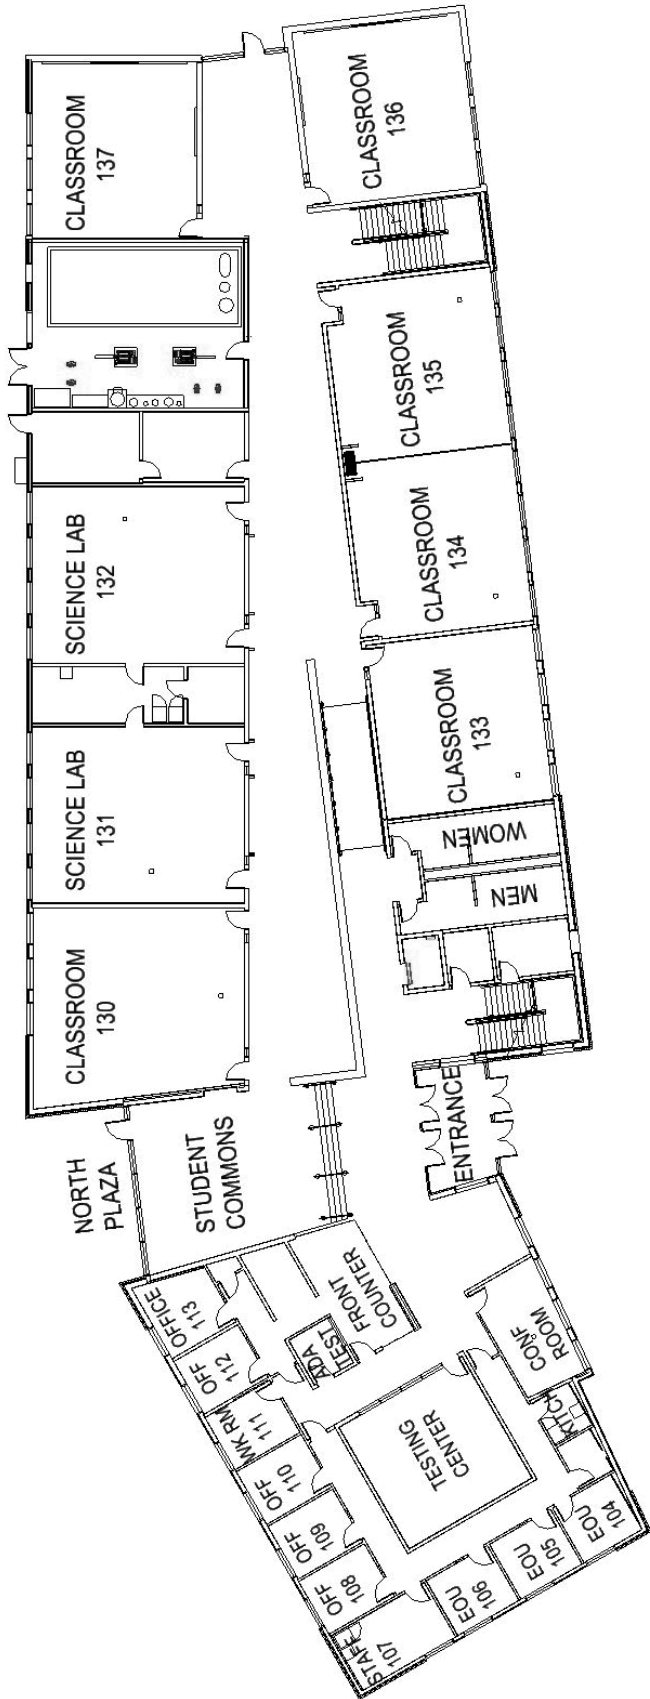 CLASSROOM
136
CLASSROOM
137
CLASSROOM
135
CLASSROOM
134
SCIENCE LAB
132
CLASSROOM
133
SCIENCE LAB
131
WOMEN
MEN
CLASSROOM
130
ENTRANCE
STUDENT
COMMONS
NORTH
PLAZA
FRONT
COUNTER
OFFICE
113
ADA
TEST
OFF
112
CONF
ROOM
WK RM
111
KITCH
TESTING
CENTER
OFF
110
OFF
109
OFF
108
EOU
104
EOU
105
EOU
106
STAFF
107